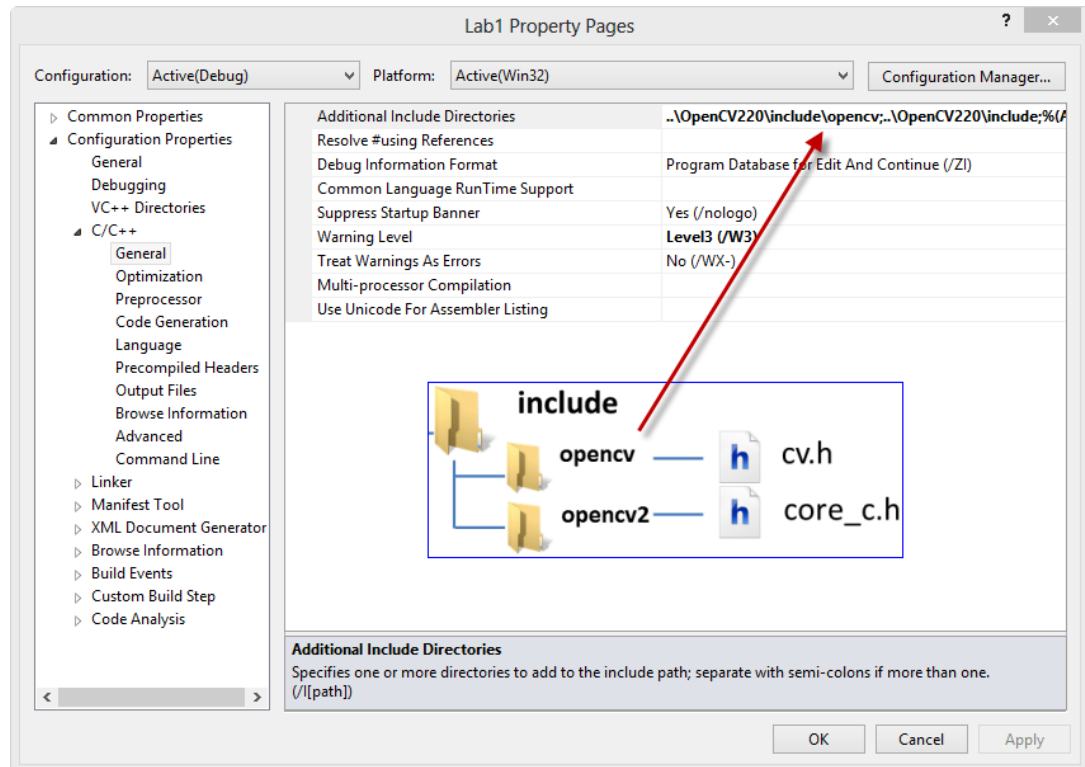 Lab1 Property Pages
?
Configuration: Active(Debug) Platform: Active(Win32) Configuration Manager...
Common Properties
Configuration Properties
General
Debugging
VC++ Directories
C/C++
General
Optimization
Preprocessor
Code Generation
Language
Precompiled Headers
Output Files
Browse Information
Advanced
Command Line
Linker
Manifest Tool
XML Document Generator
Browse Information
Build Events
Custom Build Step
Code Analysis
Additional Include Directories ..\OpenCV220\include\opencv;..\OpenCV220\include;%(A
Resolve #using References
Debug Information Format Program Database for Edit And Continue (/ZI)
Common Language RunTime Support
Suppress Startup Banner Yes (/nologo)
Warning Level Level3 (/W3)
Treat Warnings As Errors No (/WX-)
Multi-processor Compilation
Use Unicode For Assembler Listing
include
opencv h cv.h
opencv2 h core_c.h
Additional Include Directories
Specifies one or more directories to add to the include path; separate with semi-colons if more than one.
(/I[path])
OK Cancel Apply